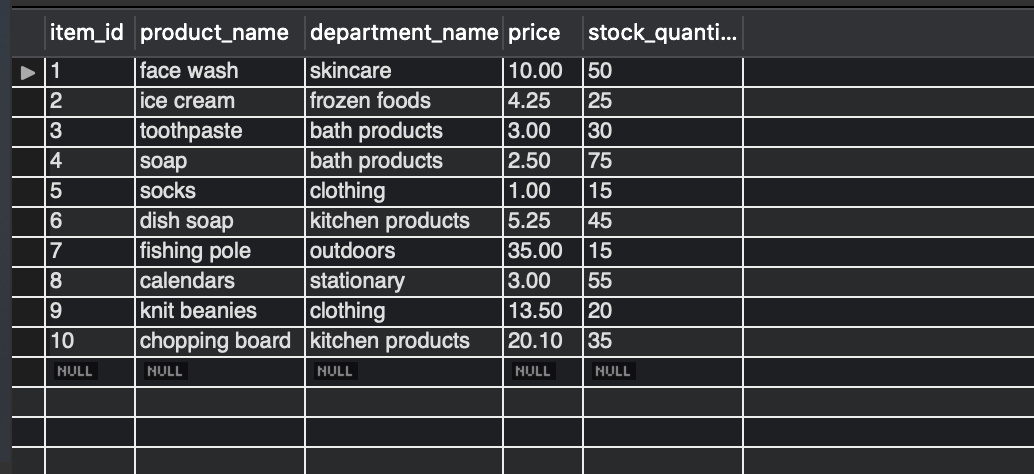 item_id product_name department_name price stock_quanti...
1 face wash skincare 10.00 50
2 ice cream frozen foods 4.25 25
3 toothpaste bath products 3.00 30
4 soap bath products 2.50 75
5 socks clothing 1.00 15
6 dish soap kitchen products 5.25 45
7 fishing pole outdoors 35.00 15
8 calendars stationary 3.00 55
9 knit beanies clothing 13.50 20
10 chopping board kitchen products 20.10 35
NULL NULL NULL NULL NULL